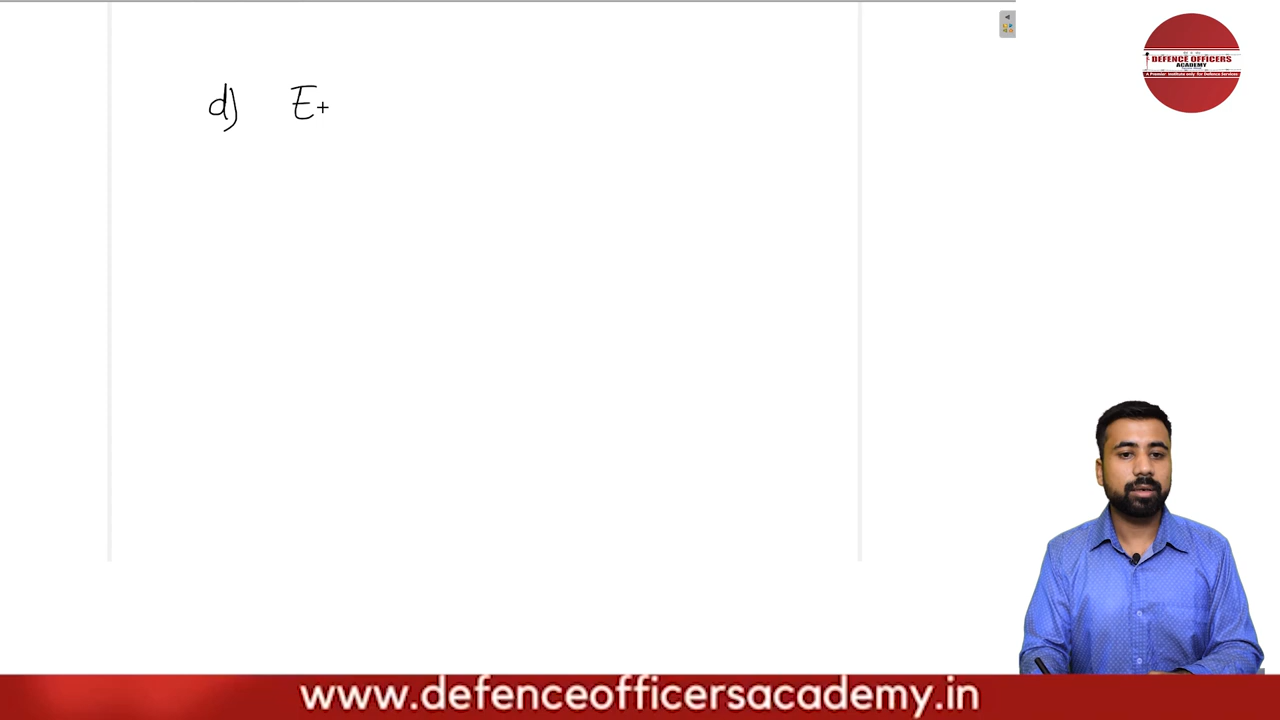 d) E
DEFENCE OFFICERS
ACADEMY
A Premier Institute only for Defence Services
www.defenceofficersacademy.in